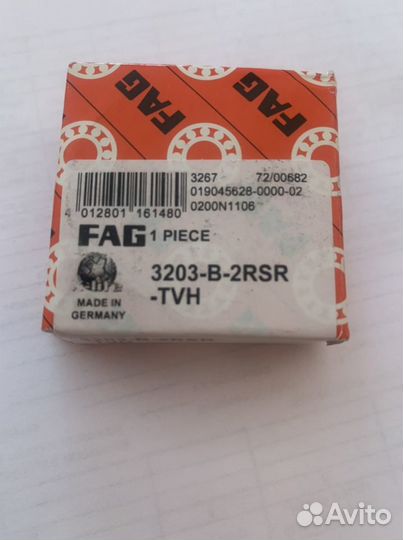 FAG
FAG
3267 72/00682
019045628-0000-02
4 012801 161480
0200N1106
FAG 1 PIECE
3203-B-2RSR
-TVH
MADE IN
GERMANY
Avito